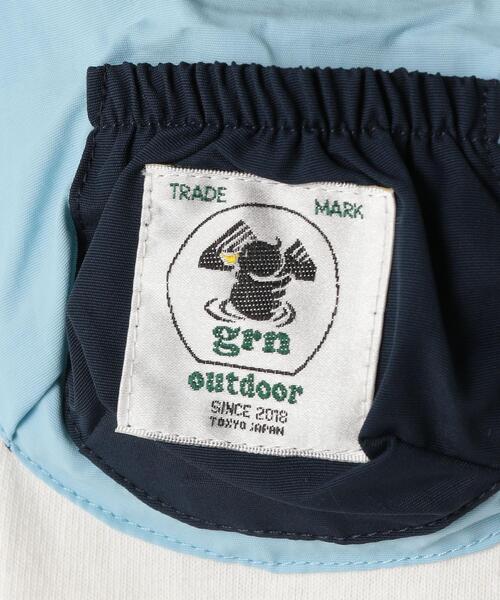 TRADE MARK
grn
outdoor
SINCE 2018
TOKYO JAPAN